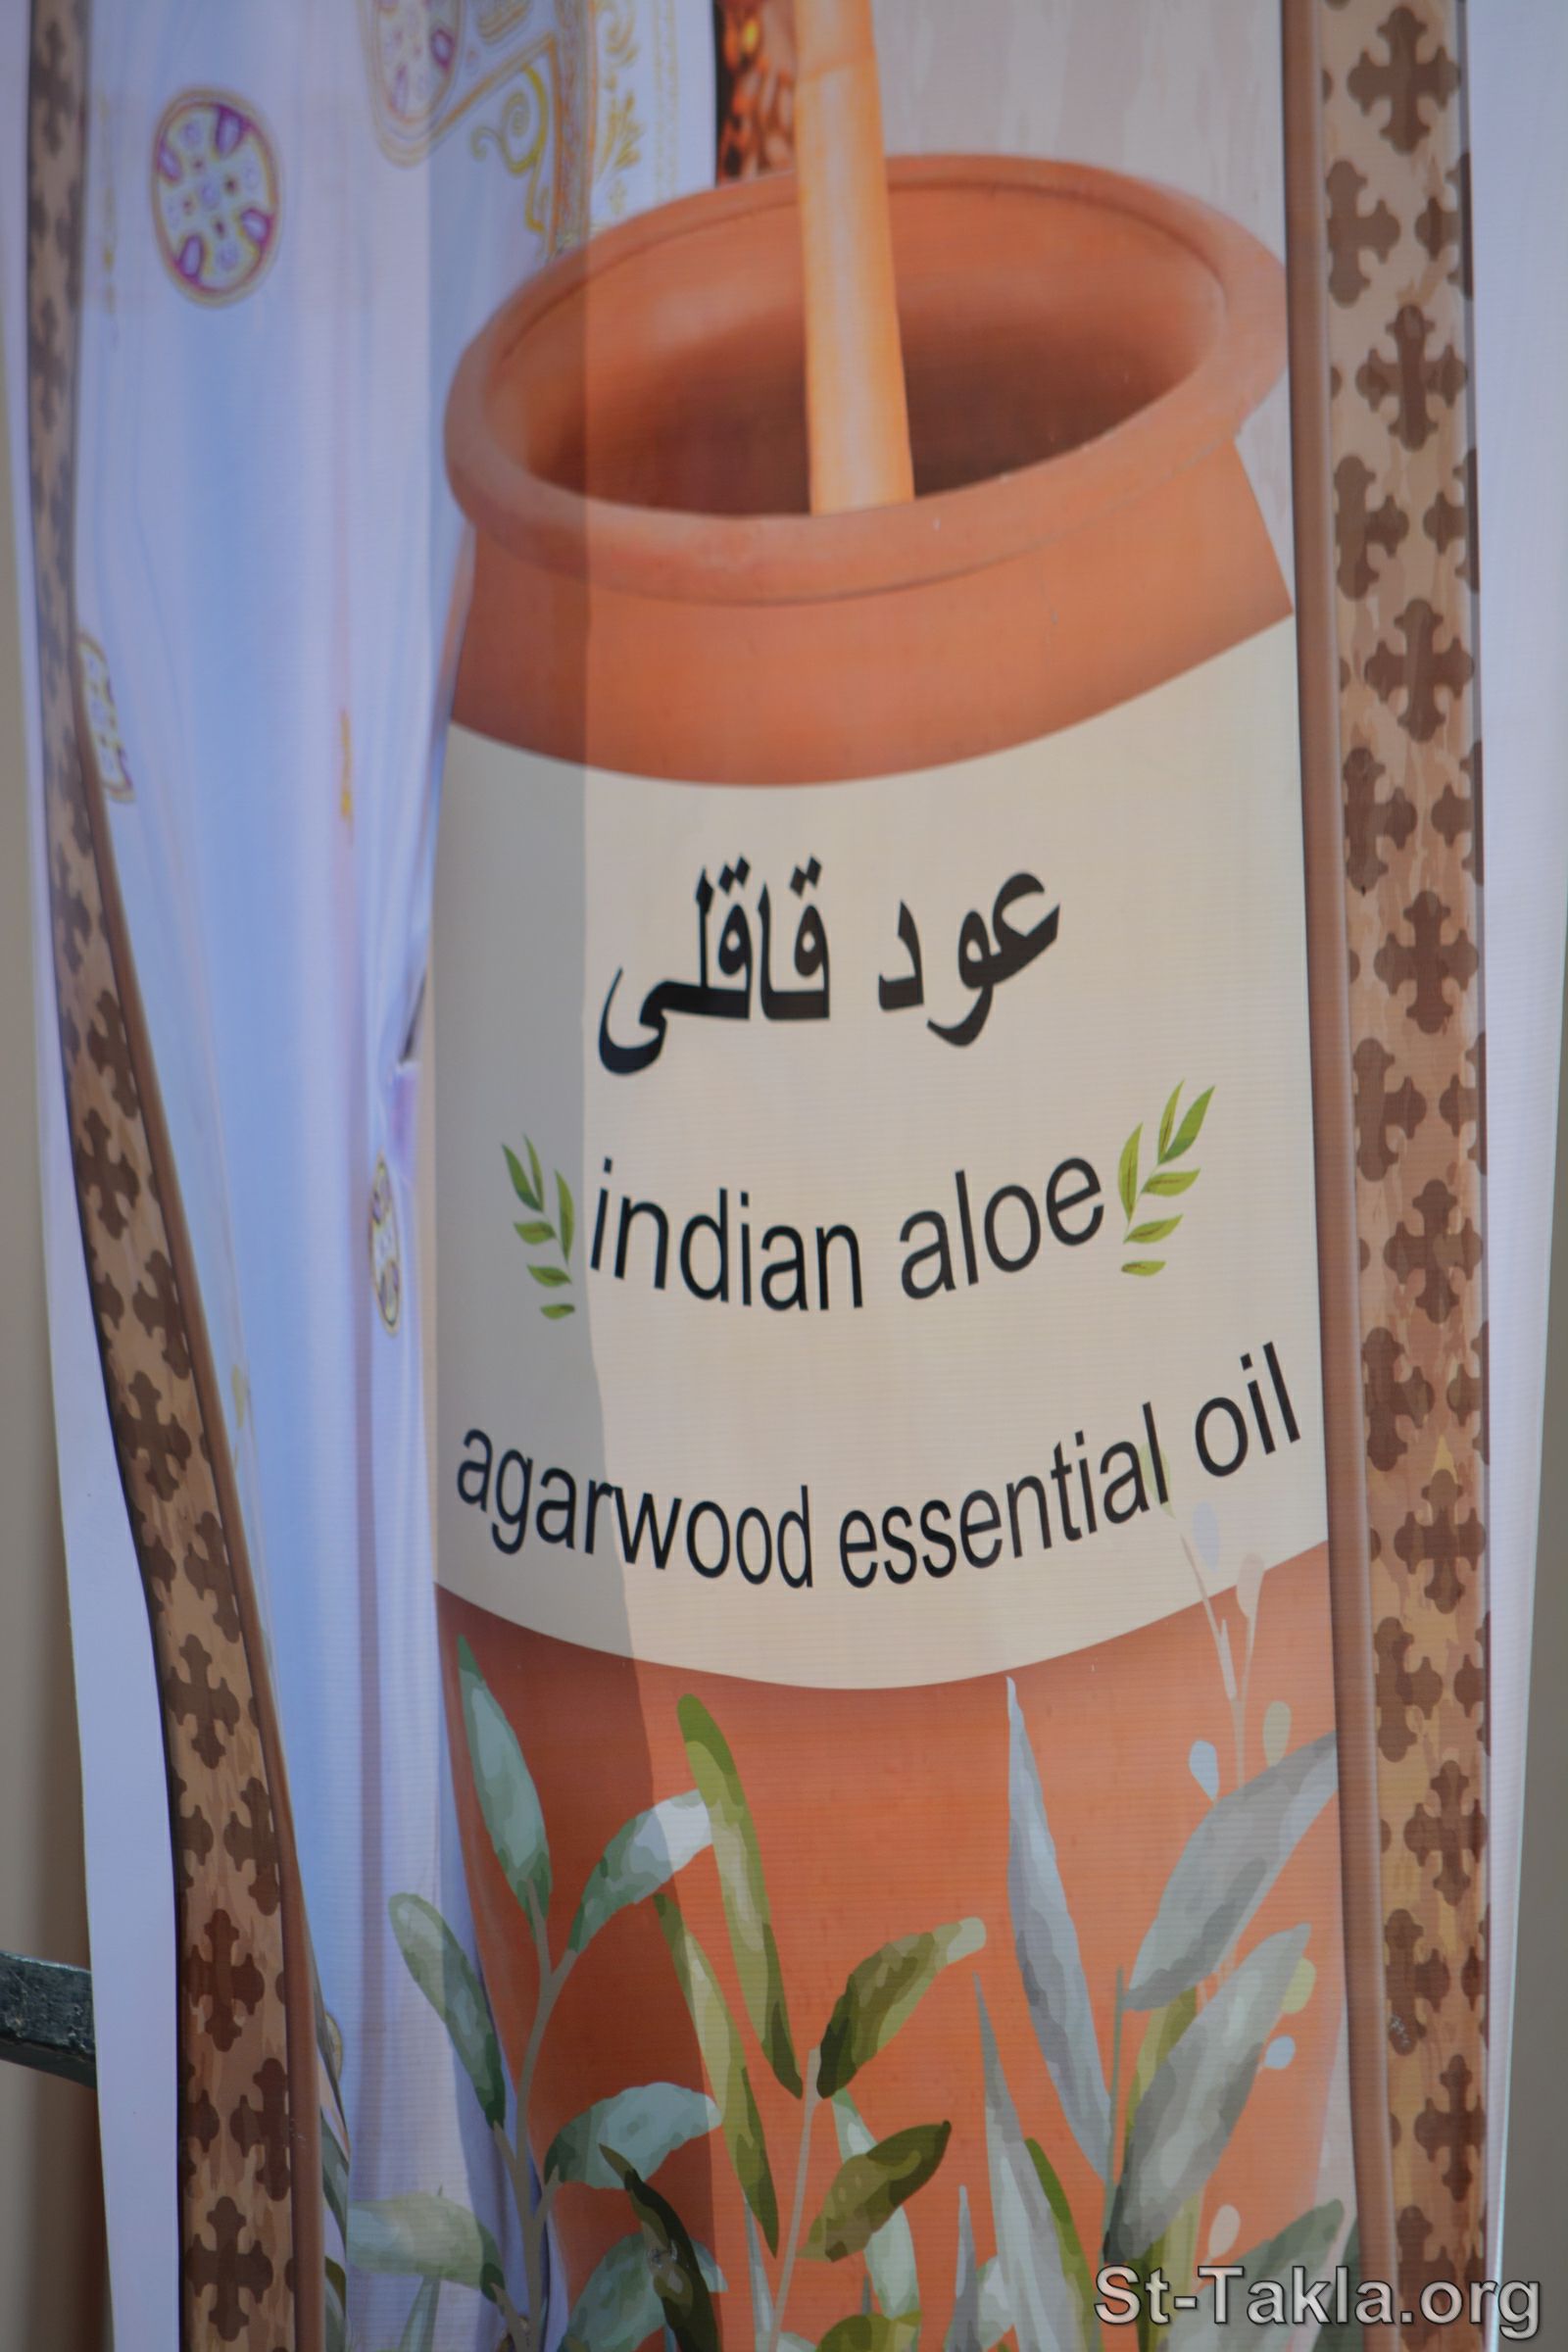 عود قاقلى
indian aloe
agarwood essential oil
St-Takla.org